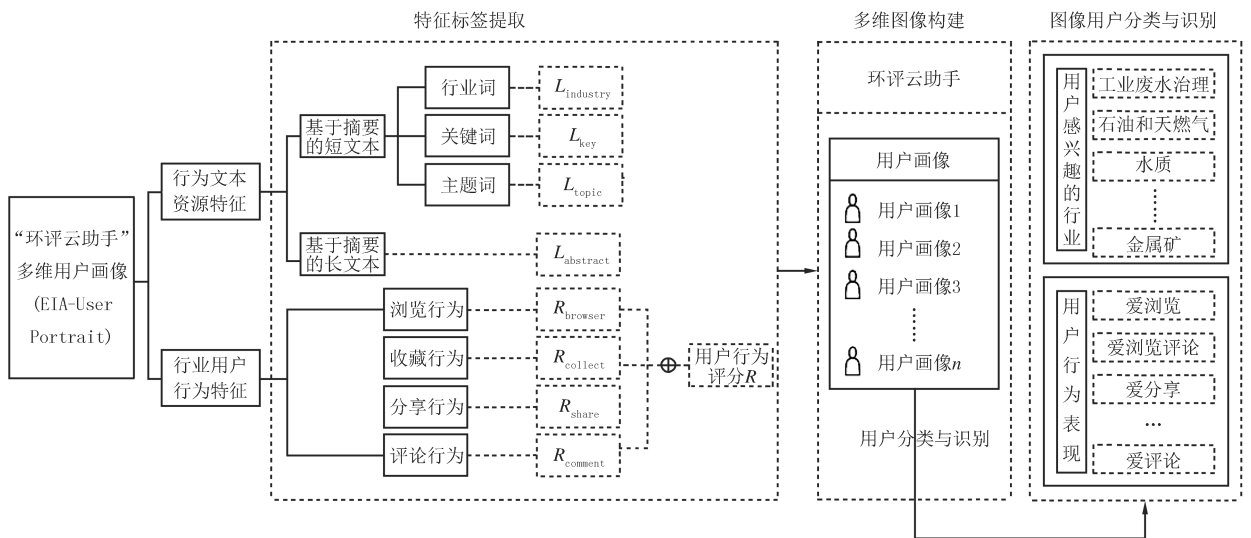 特征标签提取
多维图像构建
图像用户分类与识别
“环评云助手”
多维用户画像
(EIA-User
Portrait)
行为文本
资源特征
行业用户
行为特征
基于摘要
的短文本
基于摘要
的长文本
行业词
关键词
主题词
L industry
L key
L topic
L abstract
浏览行为
收藏行为
分享行为
评论行为
R browser
R collect
R share
R comment
⊕
用户行为
评分R
环评云助手
用户画像
用户画像1
用户画像2
用户画像3
……
用户画像n
用户分类与识别
用户感兴趣的行业
工业废水治理
石油和天燃气
水质
……
金属矿
用户行为表现
爱浏览
爱浏览评论
爱分享
…
爱评论